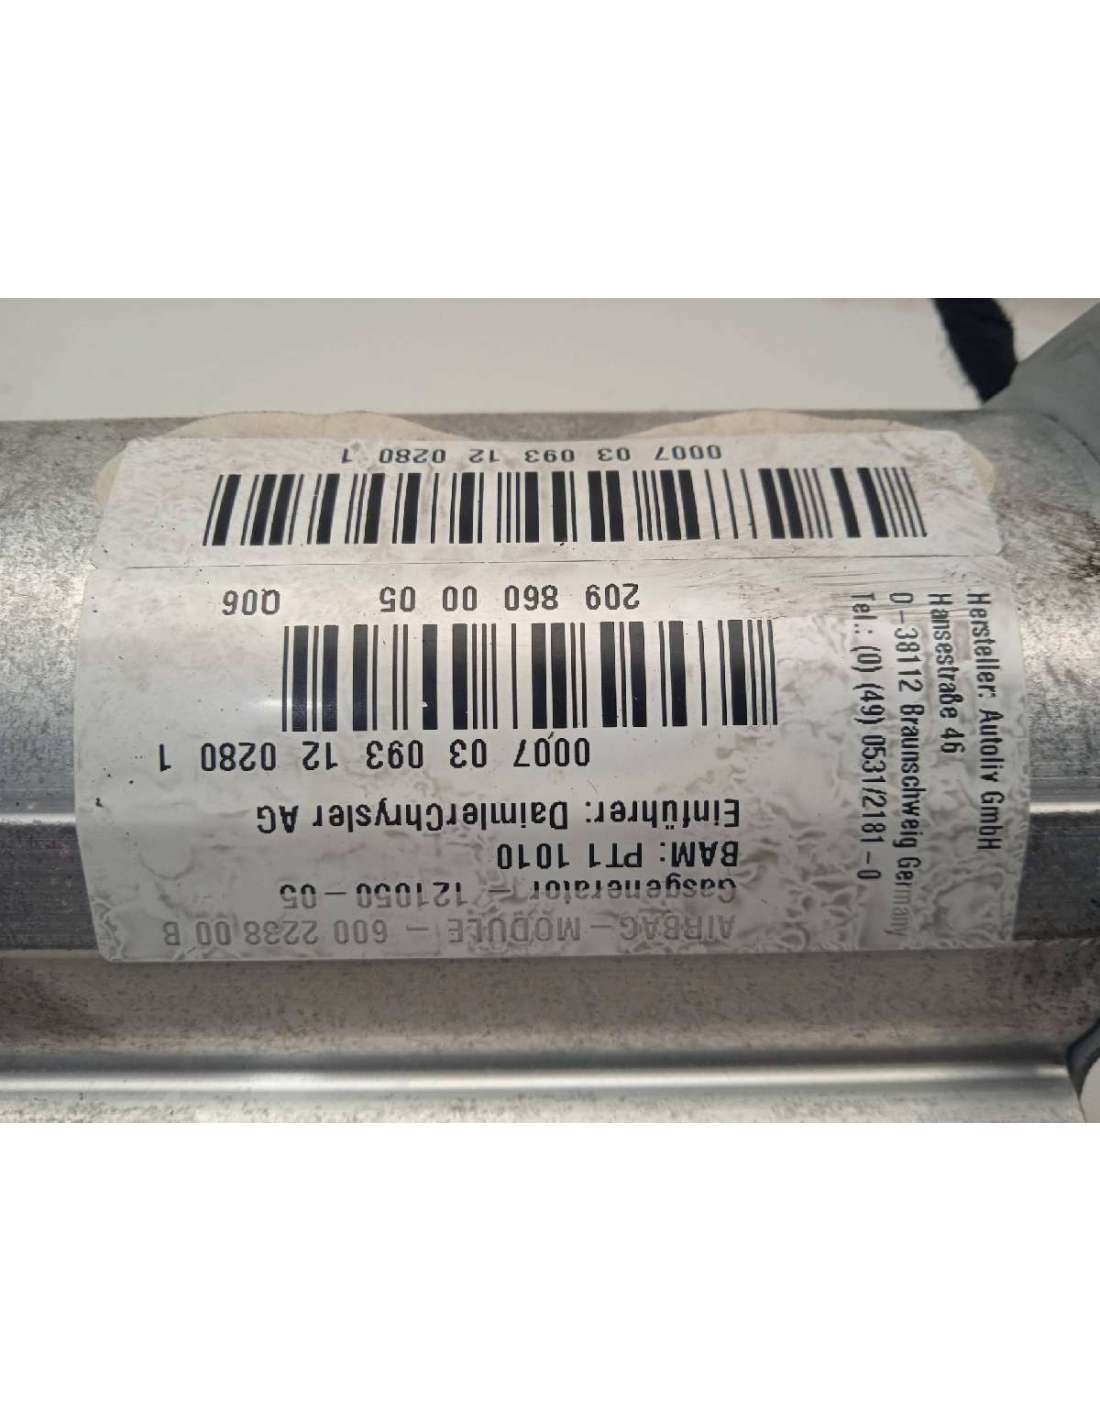 AIRBAG-MODULE - 600 2238 00 B
Gasgenerator - 121050-05
BAM: PT1 1010
Einführer: DaimlerChrysler AG
0007 03 093 12 0280 1
209 860 00 05 Q06
0007 03 093 12 0280 1
Hersteller: Autoliv GmbH
Hansestraße 46
D-38112 Braunschweig Germany
Tel.: (0) (49) 0531/2181-0